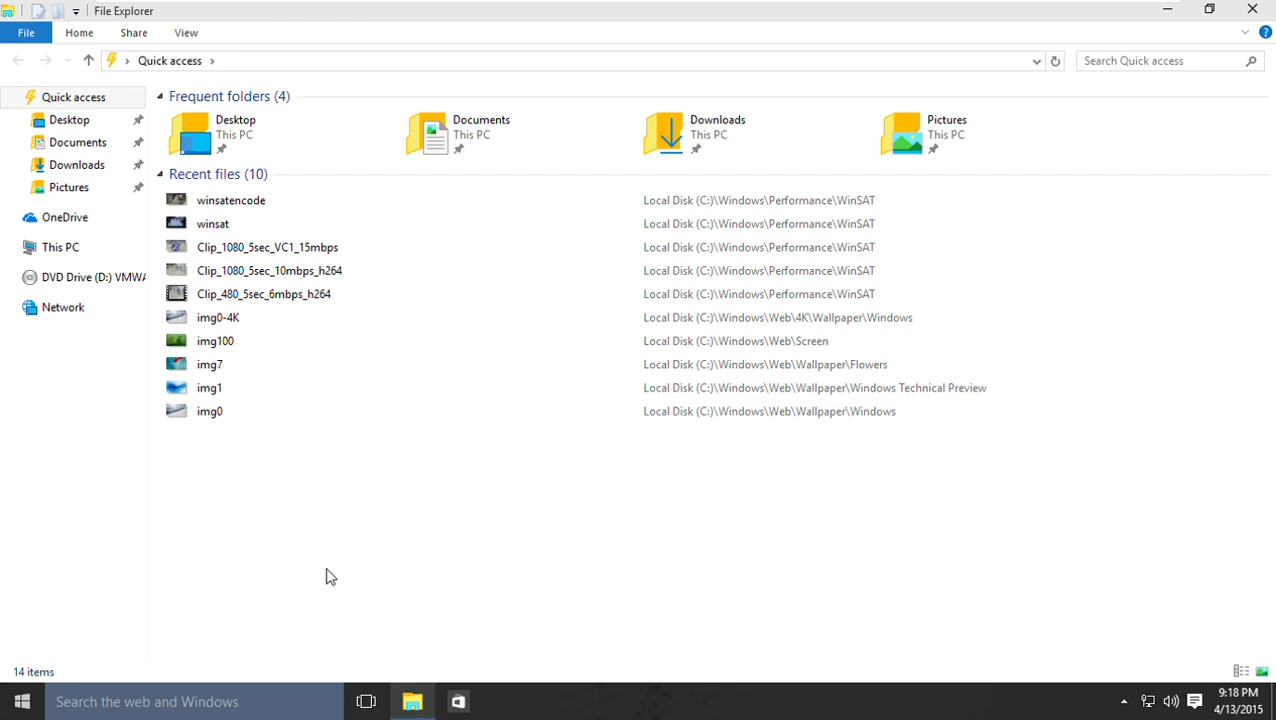 File Explorer
File Home Share View
Quick access
Search Quick access
Quick access
Desktop
Documents
Downloads
Pictures
OneDrive
This PC
DVD Drive (D:) VMWA
Network
Frequent folders (4)
Desktop
This PC
Documents
This PC
Downloads
This PC
Pictures
This PC
Recent files (10)
winsatencode Local Disk (C:)\Windows\Performance\WinSAT
winsat Local Disk (C:)\Windows\Performance\WinSAT
Clip_1080_5sec_VC1_15mbps Local Disk (C:)\Windows\Performance\WinSAT
Clip_1080_5sec_10mbps_h264 Local Disk (C:)\Windows\Performance\WinSAT
Clip_480_5sec_6mbps_h264 Local Disk (C:)\Windows\Performance\WinSAT
img0-4K Local Disk (C:)\Windows\Web\4K\Wallpaper\Windows
img100 Local Disk (C:)\Windows\Web\Screen
img7 Local Disk (C:)\Windows\Web\Wallpaper\Flowers
img1 Local Disk (C:)\Windows\Web\Wallpaper\Windows Technical Preview
img0 Local Disk (C:)\Windows\Web\Wallpaper\Windows
14 items
Search the web and Windows
9:18 PM
4/13/2015